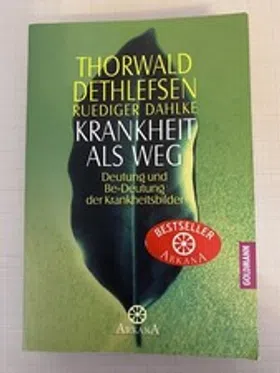 THORWALD
DETHLEFSEN
RUEDIGER DAHLKE
KRANKHEIT
ALS WEG
Deutung und
Be-Deutung
der Krankheitsbilder
BESTSELLER
ARKANA
GOLDMANN
ARKANA